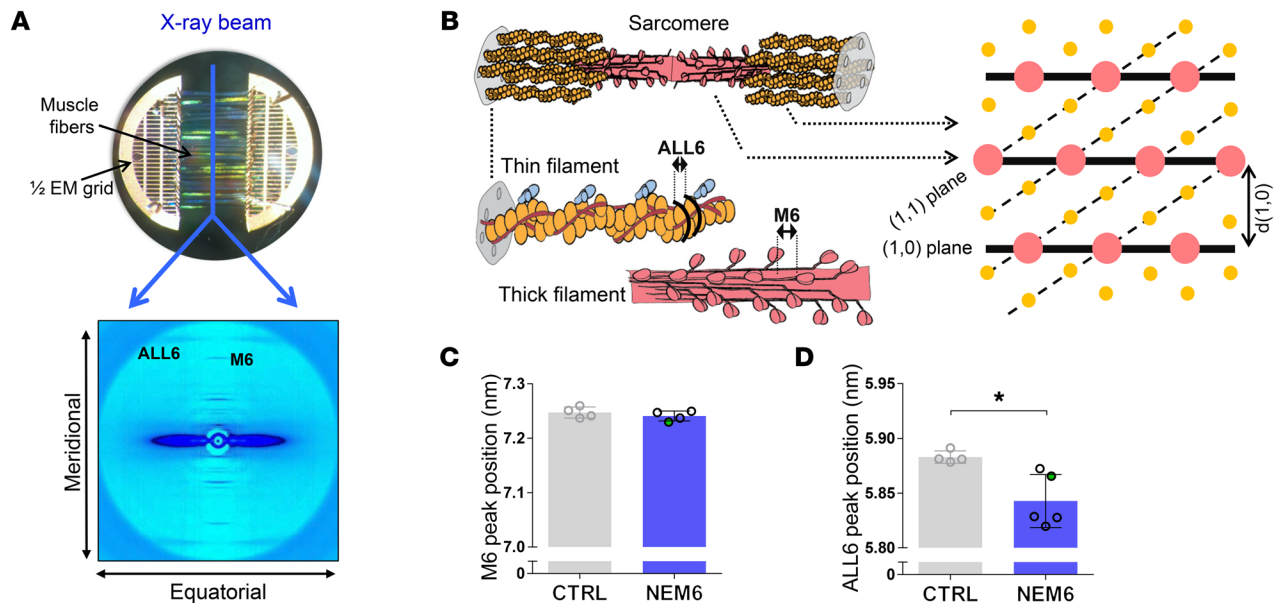 A
X-ray beam
Muscle
fibers
½ EM grid
ALL6
M6
Meridional
Equatorial
B
Sarcomere
Thin filament
ALL6
M6
Thick filament
(1,1) plane
(1,0) plane
d(1,0)
C
M6 peak position (nm)
7.3
7.2
7.1
7.0
0
CTRL
NEM6
D
ALL6 peak position (nm)
5.95
5.90
5.85
5.80
0
*
CTRL
NEM6